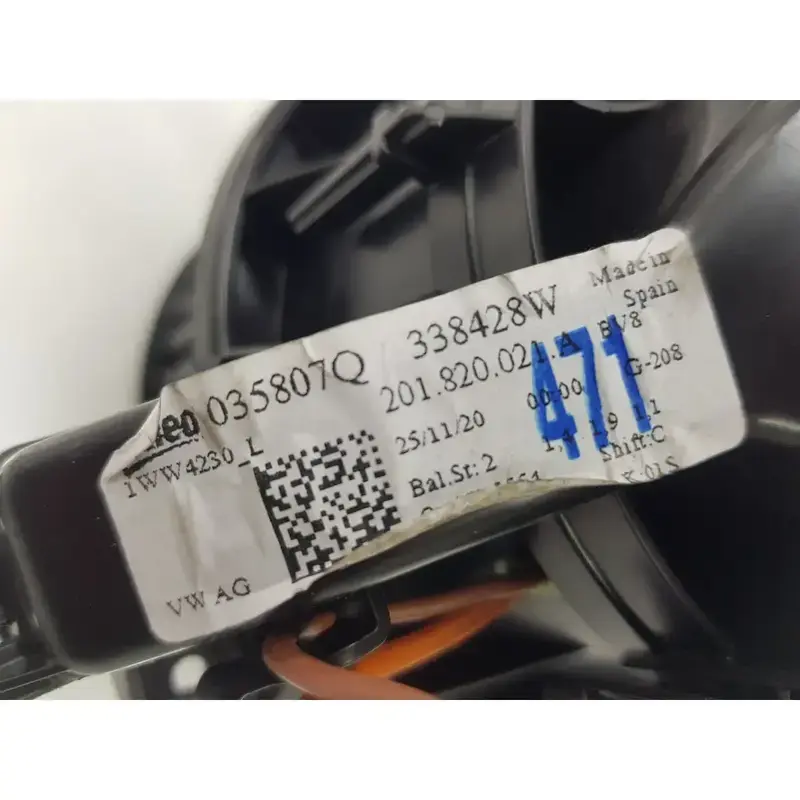 035807Q 338428W Made in
1WW4230_L 201.820.021.A BV8 Spain
25/11/20 00:00 G-208
471
Bal.St: 2 1,4 1,9 1,1
Shift:C
VW AG